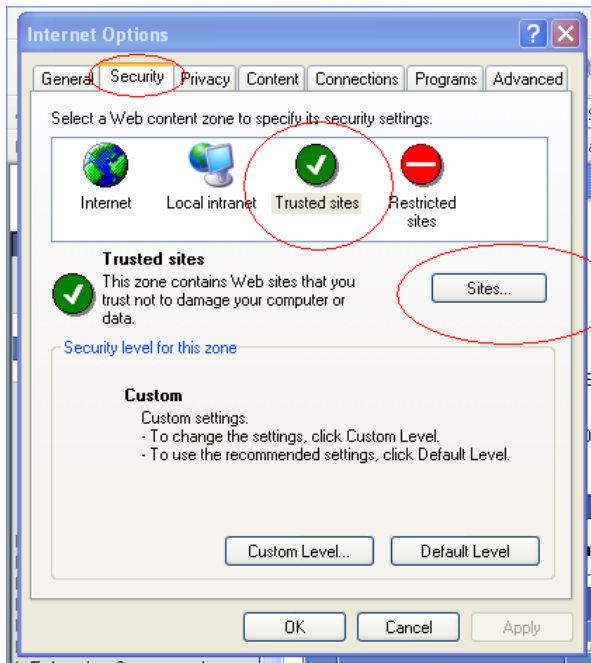 Internet Options
General Security Privacy Content Connections Programs Advanced
Select a Web content zone to specify its security settings.
Internet Local intranet Trusted sites Restricted
sites
Trusted sites
This zone contains Web sites that you
trust not to damage your computer or
data.
Sites...
Security level for this zone
Custom
Custom settings.
- To change the settings, click Custom Level.
- To use the recommended settings, click Default Level.
Custom Level... Default Level
OK Cancel Apply